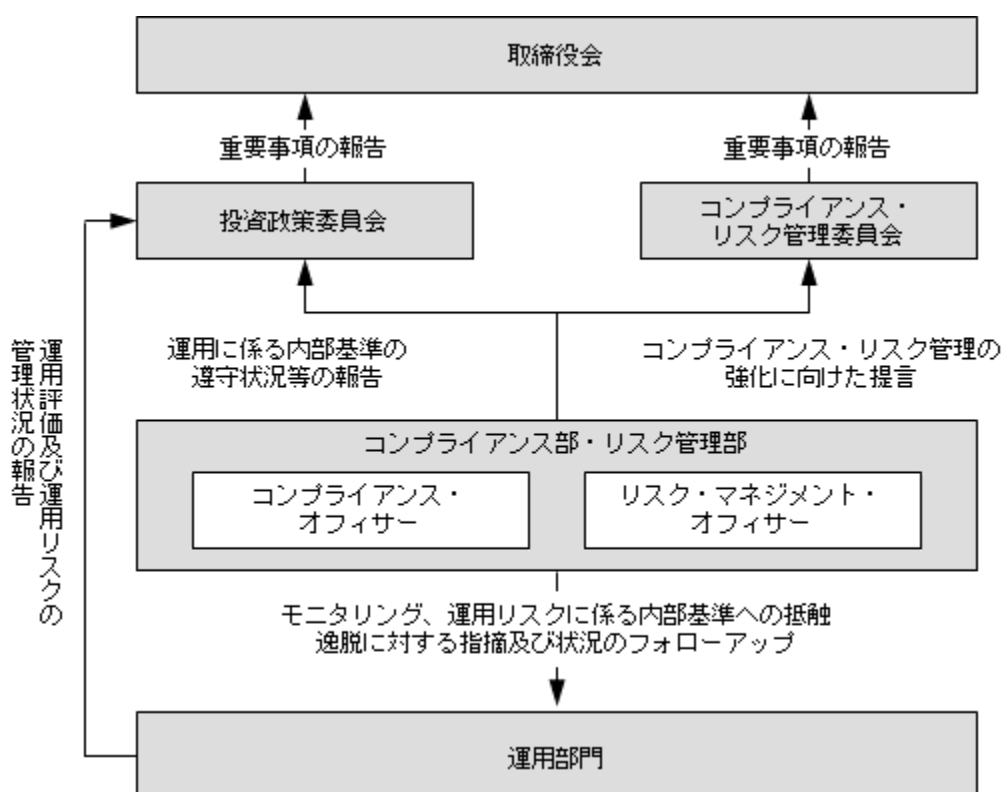 取締役会
重要事項の報告
重要事項の報告
投資政策委員会
コンプライアンス・
リスク管理委員会
運用に係る内部基準の
遵守状況等の報告
コンプライアンス・リスク管理の
強化に向けた提言
運用評価及び運用リスクの
管理状況の報告
コンプライアンス部・リスク管理部
コンプライアンス・
オフィサー
リスク・マネジメント・
オフィサー
モニタリング、運用リスクに係る内部基準への抵触
逸脱に対する指摘及び状況のフォローアップ
運用部門